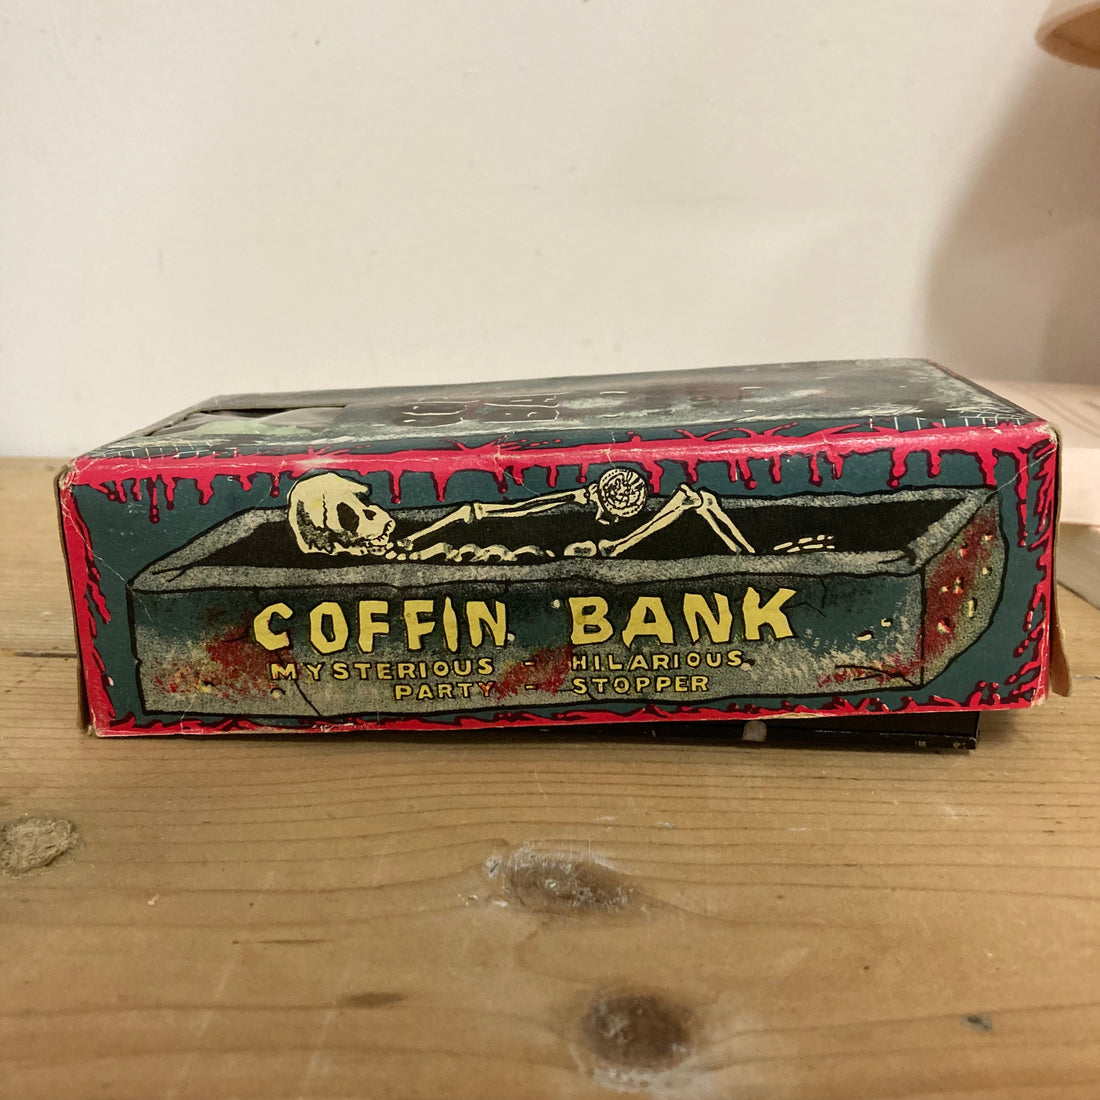 COFFIN BANK
MYSTERIOUS - HILARIOUS
PARTY - STOPPER